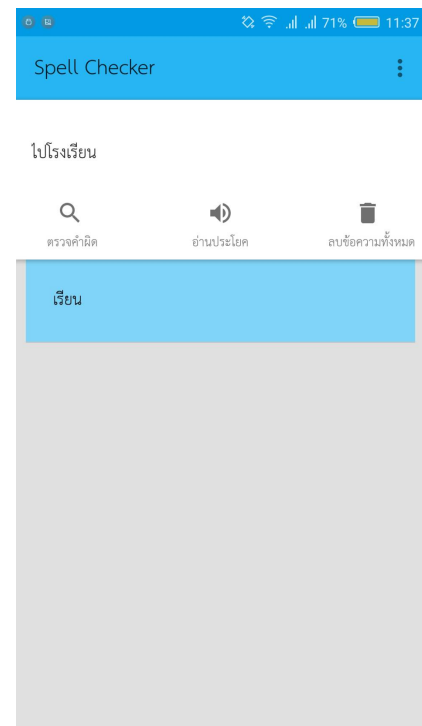 71% 11:37
Spell Checker
ไปโรงเรียน
ตรวจคำผิด อ่านประโยค ลบข้อความทั้งหมด
เรียน